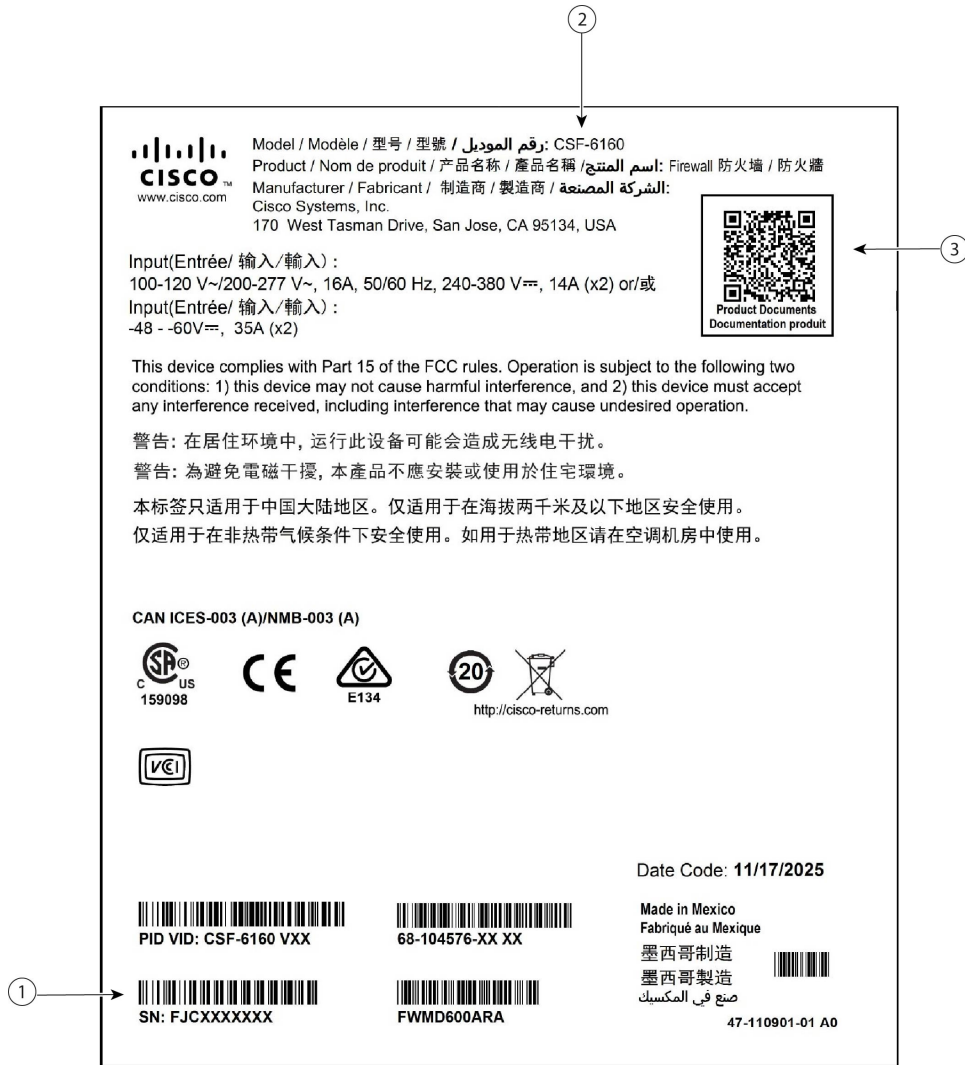 2
CISCO TM
www.cisco.com
Model / Modèle / 型号 / 型號 / رقم الموديل: CSF-6160
Product / Nom de produit / 产品名称 / 產品名稱 /اسم المنتج: Firewall 防火墙 / 防火牆
Manufacturer / Fabricant / 制造商 / 製造商 / الشركة المصنعة:
Cisco Systems, Inc.
170 West Tasman Drive, San Jose, CA 95134, USA
3
Product Documents
Documentation produit
Input(Entrée/ 输入/輸入) :
100-120 V~/200-277 V~, 16A, 50/60 Hz, 240-380 V⎓, 14A (x2) or/或
Input(Entrée/ 输入/輸入) :
-48 - -60V⎓, 35A (x2)
This device complies with Part 15 of the FCC rules. Operation is subject to the following two
conditions: 1) this device may not cause harmful interference, and 2) this device must accept
any interference received, including interference that may cause undesired operation.
警告: 在居住环境中, 运行此设备可能会造成无线电干扰。
警告: 為避免電磁干擾, 本產品不應安裝或使用於住宅環境。
本标签只适用于中国大陆地区。仅适用于在海拔两千米及以下地区安全使用。
仅适用于在非热带气候条件下安全使用。如用于热带地区请在空调机房中使用。
CAN ICES-003 (A)/NMB-003 (A)
SA ®
C US
159098
CE
E134
20
http://cisco-returns.com
VCI
Date Code: 11/17/2025
PID VID: CSF-6160 VXX
68-104576-XX XX
Made in Mexico
Fabriqué au Mexique
墨西哥制造
墨西哥製造
صنع في المكسيك
1
SN: FJCXXXXXXX
FWMD600ARA
47-110901-01 A0